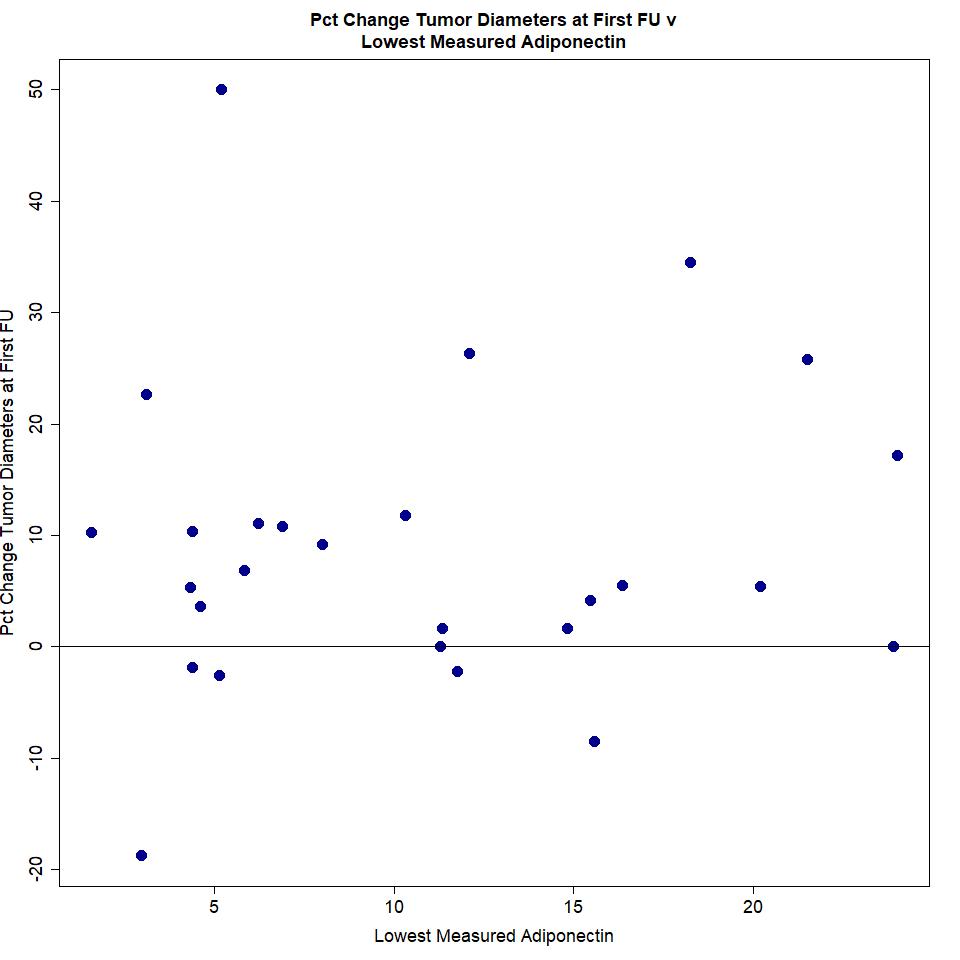 Pct Change Tumor Diameters at First FU v
Lowest Measured Adiponectin
Pct Change Tumor Diameters at First FU
50
40
30
20
10
0
-10
-20
5 10 15 20
Lowest Measured Adiponectin